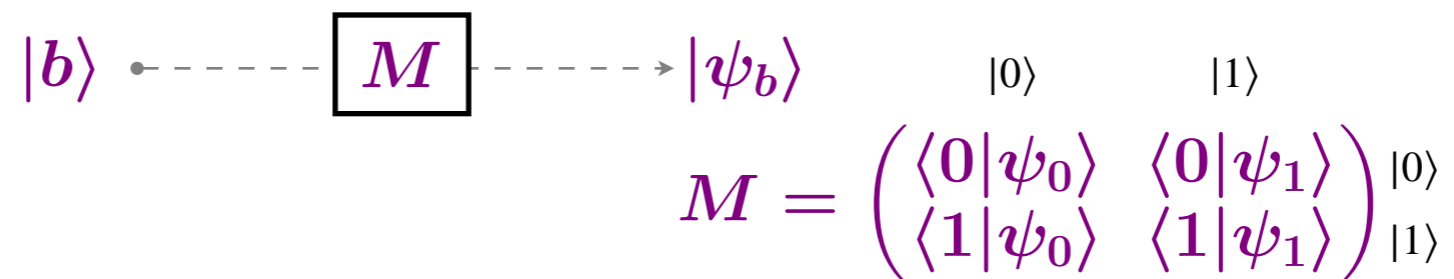 |b⟩ M |ψ_b⟩
|0⟩ |1⟩
M = ( ⟨0|ψ_0⟩ ⟨0|ψ_1⟩ ) |0⟩
⟨1|ψ_0⟩ ⟨1|ψ_1⟩ |1⟩